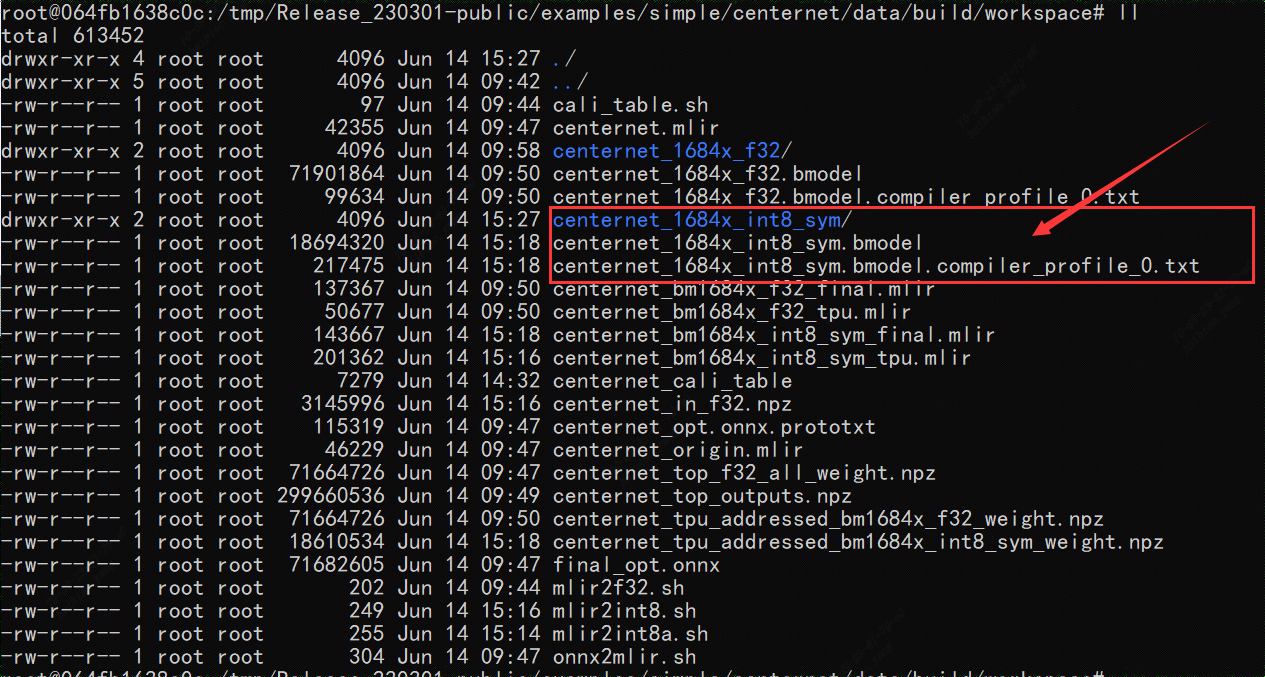 root@064fb1638c0c:/tmp/Release_230301-public/examples/simple/centernet/data/build/workspace# ll
total 613452
drwxr-xr-x 4 root root      4096 Jun 14 15:27 ./
drwxr-xr-x 5 root root      4096 Jun 14 09:42 ../
-rw-r--r-- 1 root root        97 Jun 14 09:44 cali_table.sh
-rw-r--r-- 1 root root     42355 Jun 14 09:47 centernet.mlir
drwxr-xr-x 2 root root      4096 Jun 14 09:58 centernet_1684x_f32/
-rw-r--r-- 1 root root  71901864 Jun 14 09:50 centernet_1684x_f32.bmodel
-rw-r--r-- 1 root root     99634 Jun 14 09:50 centernet_1684x_f32.bmodel.compiler_profile_0.txt
drwxr-xr-x 2 root root      4096 Jun 14 15:27 centernet_1684x_int8_sym/
-rw-r--r-- 1 root root  18694320 Jun 14 15:18 centernet_1684x_int8_sym.bmodel
-rw-r--r-- 1 root root    217475 Jun 14 15:18 centernet_1684x_int8_sym.bmodel.compiler_profile_0.txt
-rw-r--r-- 1 root root    137367 Jun 14 09:50 centernet_bm1684x_f32_final.mlir
-rw-r--r-- 1 root root     50677 Jun 14 09:50 centernet_bm1684x_f32_tpu.mlir
-rw-r--r-- 1 root root    143667 Jun 14 15:18 centernet_bm1684x_int8_sym_final.mlir
-rw-r--r-- 1 root root    201362 Jun 14 15:16 centernet_bm1684x_int8_sym_tpu.mlir
-rw-r--r-- 1 root root      7279 Jun 14 14:32 centernet_cali_table
-rw-r--r-- 1 root root   3145996 Jun 14 15:16 centernet_in_f32.npz
-rw-r--r-- 1 root root    115319 Jun 14 09:47 centernet_opt.onnx.prototxt
-rw-r--r-- 1 root root     46229 Jun 14 09:47 centernet_origin.mlir
-rw-r--r-- 1 root root  71664726 Jun 14 09:47 centernet_top_f32_all_weight.npz
-rw-r--r-- 1 root root 299660536 Jun 14 09:49 centernet_top_outputs.npz
-rw-r--r-- 1 root root  71664726 Jun 14 09:50 centernet_tpu_addressed_bm1684x_f32_weight.npz
-rw-r--r-- 1 root root  18610534 Jun 14 15:18 centernet_tpu_addressed_bm1684x_int8_sym_weight.npz
-rw-r--r-- 1 root root  71682605 Jun 14 09:47 final_opt.onnx
-rw-r--r-- 1 root root       202 Jun 14 09:44 mlir2f32.sh
-rw-r--r-- 1 root root       249 Jun 14 15:16 mlir2int8.sh
-rw-r--r-- 1 root root       255 Jun 14 15:14 mlir2int8a.sh
-rw-r--r-- 1 root root       304 Jun 14 09:47 onnx2mlir.sh
root@064fb1638c0c:/tmp/Release_230301-public/examples/simple/centernet/data/build/workspace#